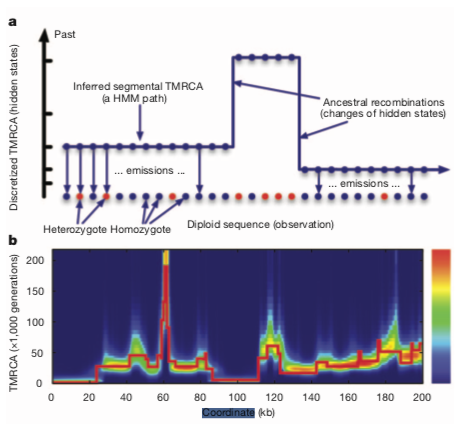 a
Past
Discretized TMRCA (hidden states)
Inferred segmental TMRCA
(a HMM path)
Ancestral recombinations
(changes of hidden states)
... emissions ...
... emissions ...
Heterozygote Homozygote
Diploid sequence (observation)
b
TMRCA (×1,000 generations)
200
150
100
50
0
0 20 40 60 80 100 120 140 160 180 200
Coordinate (kb)